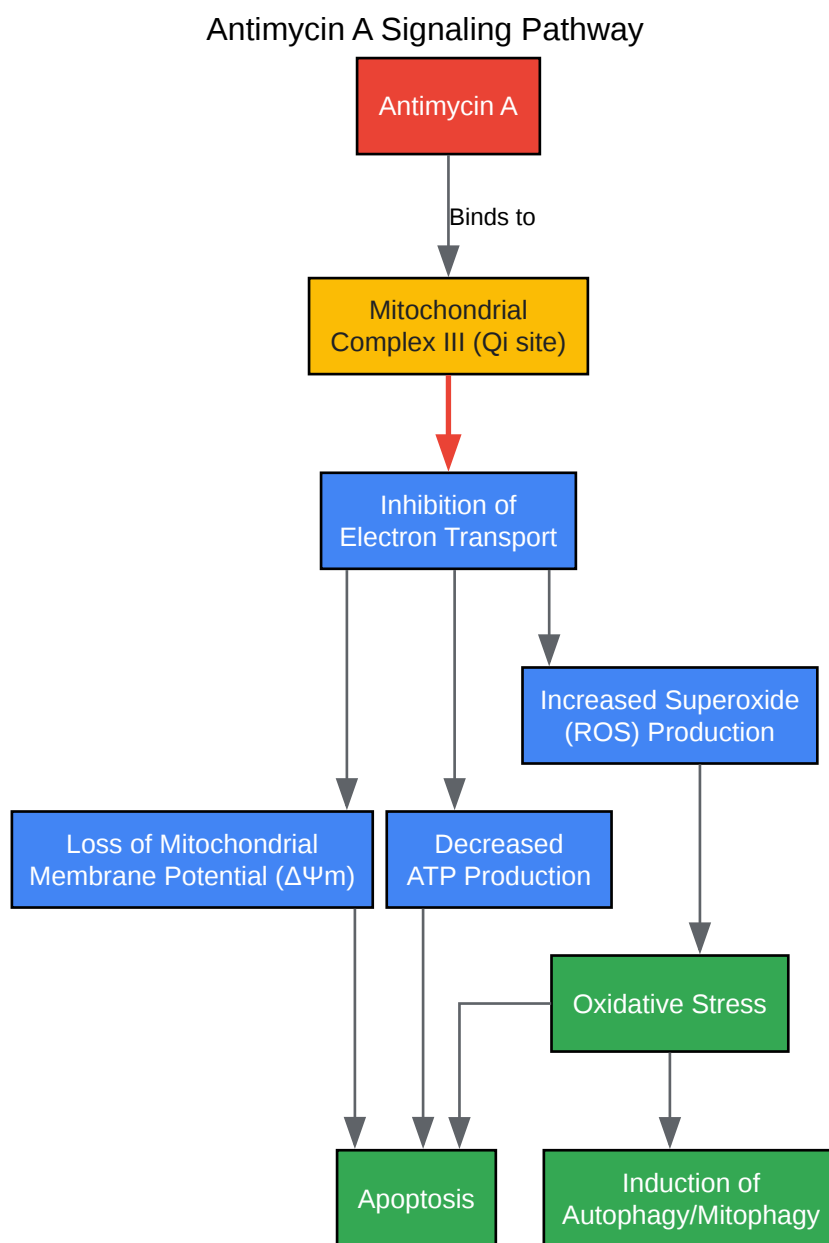 Antimycin A Signaling Pathway
Antimycin A
Binds to
Mitochondrial
Complex III (Qi site)
Inhibition of
Electron Transport
Increased Superoxide
(ROS) Production
Loss of Mitochondrial
Membrane Potential (ΔΨm)
Decreased
ATP Production
Oxidative Stress
Apoptosis
Induction of
Autophagy/Mitophagy